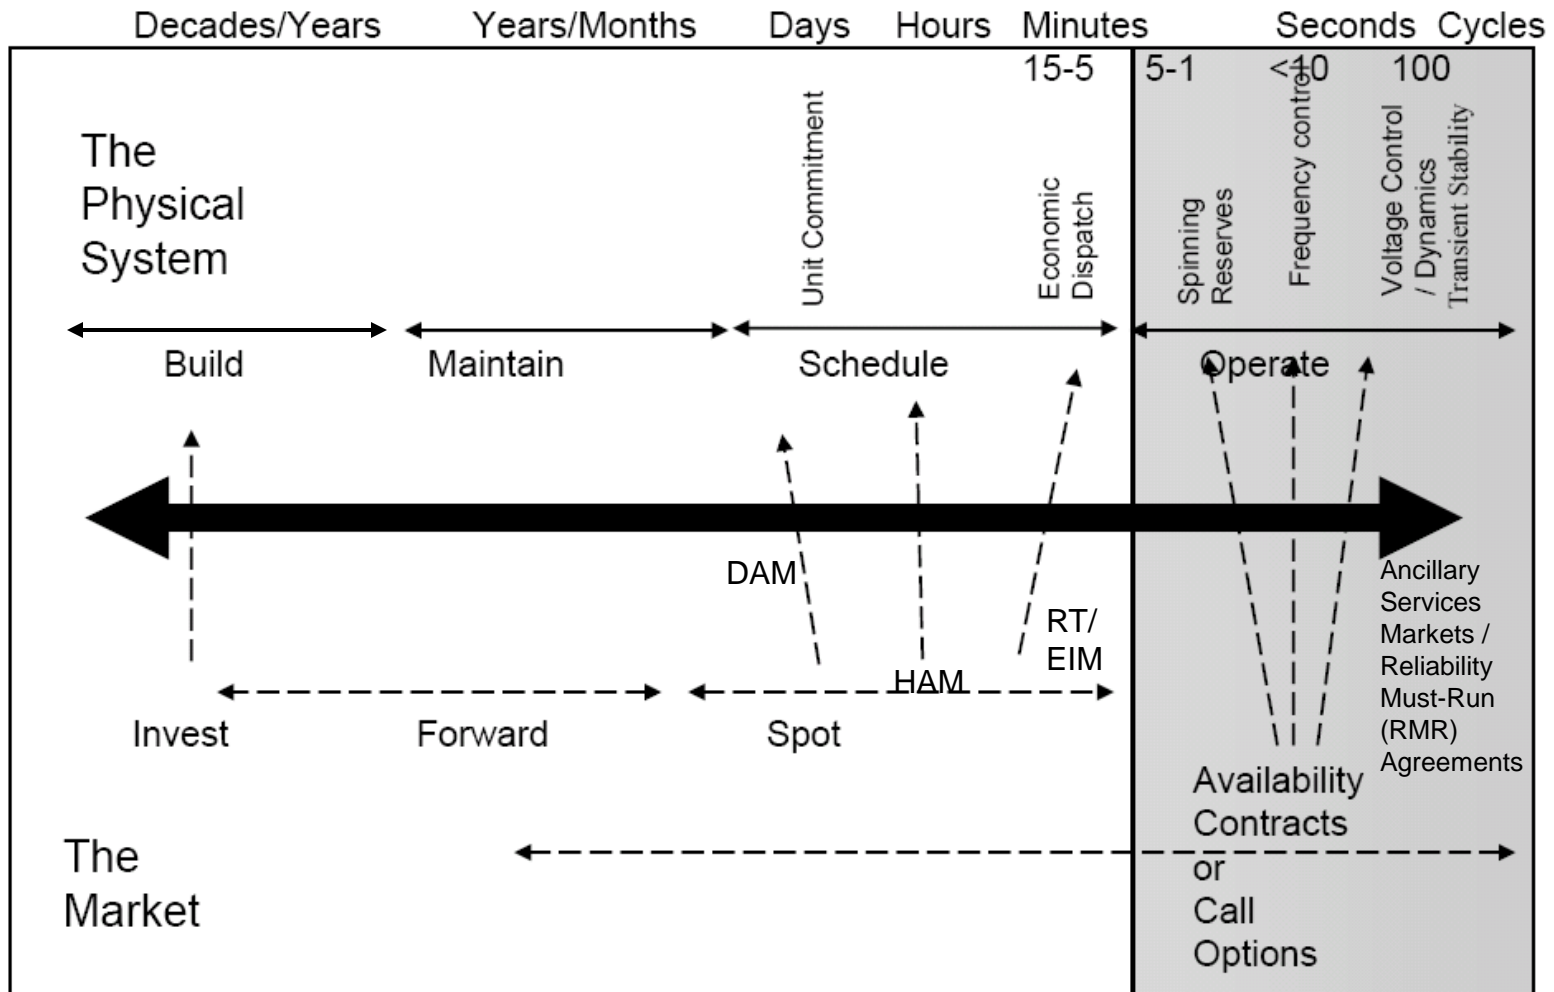 Decades/Years Years/Months Days Hours Minutes Seconds Cycles
15-5 5-1 <10 100
The
Physical
System
Unit Commitment
Economic
Dispatch
Spinning
Reserves
Frequency control
Voltage Control
/ Dynamics
Transient Stability
Build Maintain Schedule Operate
DAM
HAM
RT/
EIM
Ancillary
Services
Markets /
Reliability
Must-Run
(RMR)
Agreements
Invest Forward Spot
Availability
Contracts
or
Call
Options
The
Market